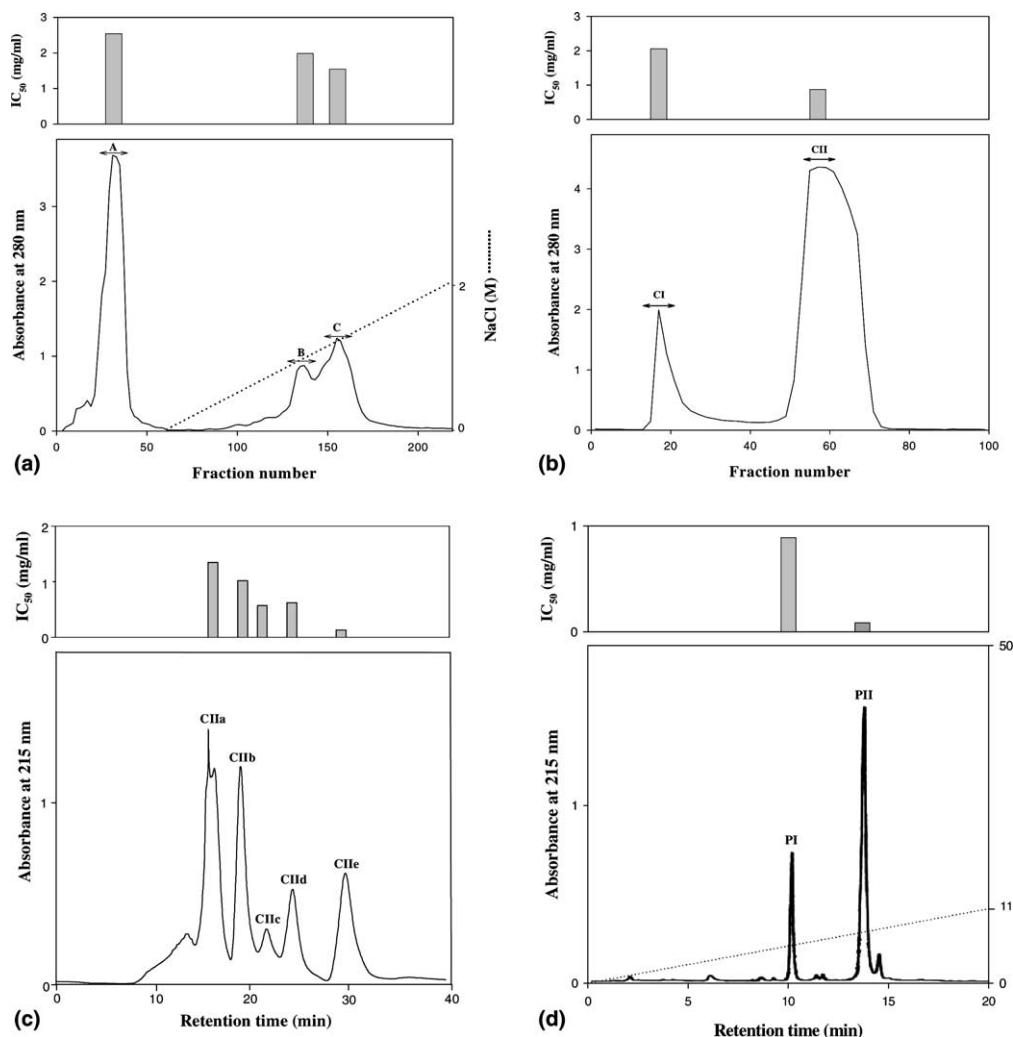 3
2
1
0
IC50 (mg/ml)
A
B
C
3
2
1
0
Absorbance at 280 nm
2
0
NaCl (M) ..........
0 50 100 150 200
Fraction number
(a)
3
2
1
0
IC50 (mg/ml)
CI
CII
4
3
2
1
0
Absorbance at 280 nm
0 20 40 60 80 100
Fraction number
(b)
2
1
0
IC50 (mg/ml)
CIIa
CIIb
CIIc
CIId
CIIe
1
0
Absorbance at 215 nm
0 10 20 30 40
Retention time (min)
(c)
1
0
IC50 (mg/ml)
PI
PII
1
0
Absorbance at 215 nm
50
11
0
0 5 10 15 20
Retention time (min)
(d)